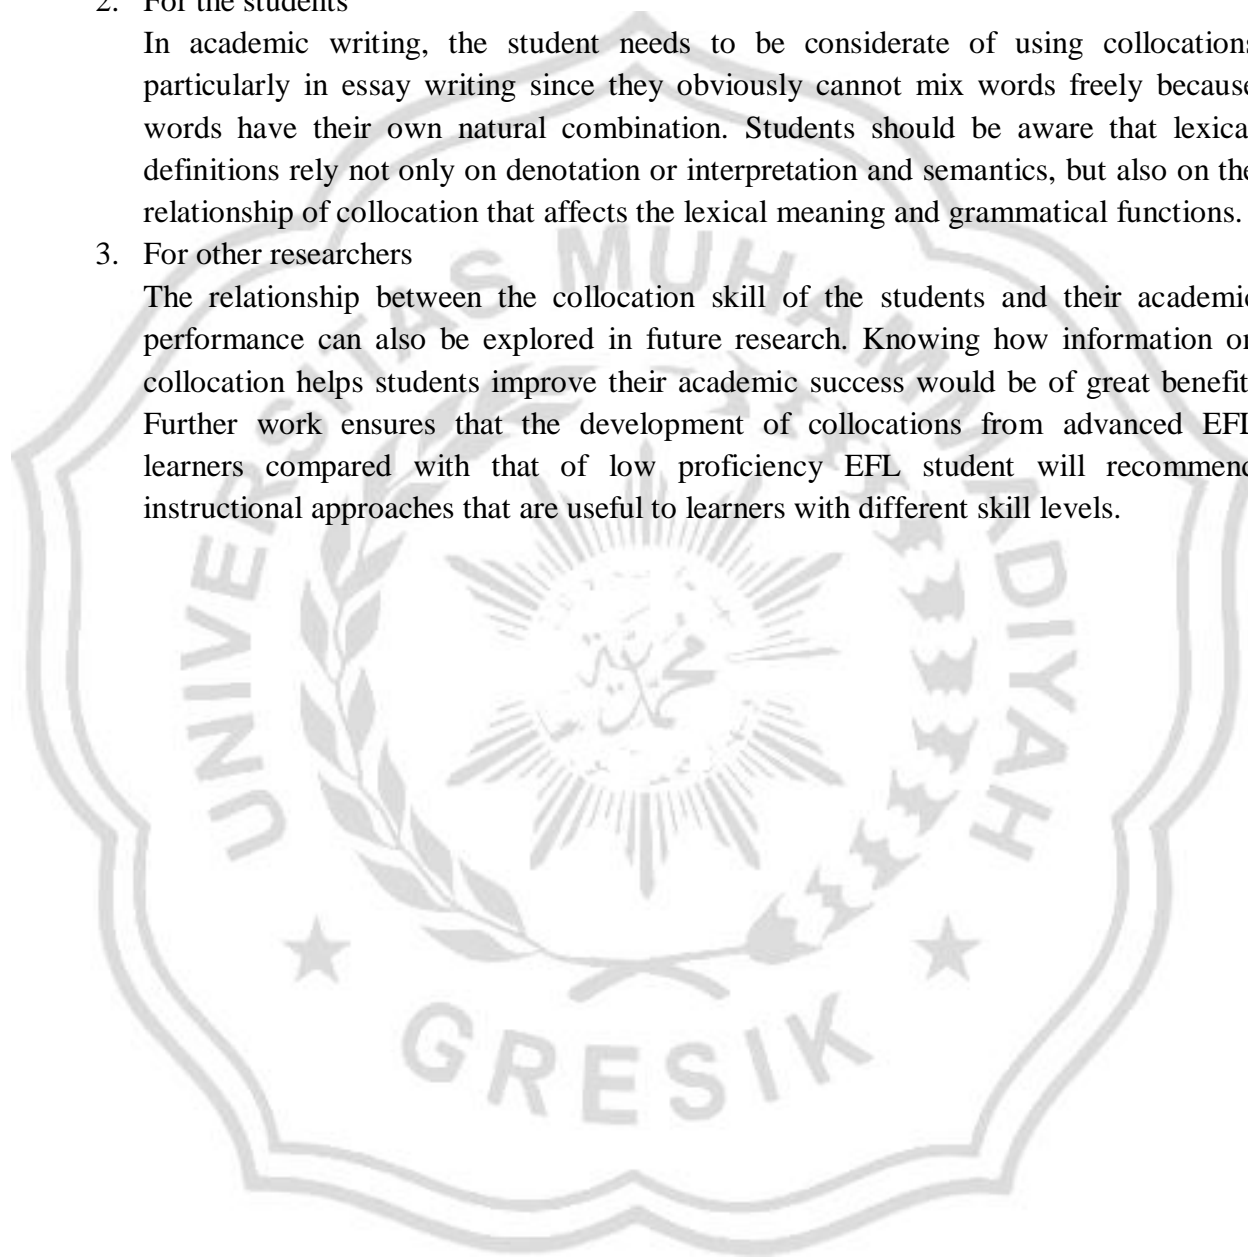 2. For the students
In academic writing, the student needs to be considerate of using collocations
particularly in essay writing since they obviously cannot mix words freely because
words have their own natural combination. Students should be aware that lexica
definitions rely not only on denotation or interpretation and semantics, but also on the
relationship of collocation that affects the lexical meaning and grammatical functions.
3. For other researchers
The relationship between the collocation skill of the students and their academic
performance can also be explored in future research. Knowing how information on
collocation helps students improve their academic success would be of great benefit
Further work ensures that the development of collocations from advanced EFL
learners compared with that of low proficiency EFL student will recommend
instructional approaches that are useful to learners with different skill levels.
UNIVERSITAS MUHAMMADIYAH
GRESIK